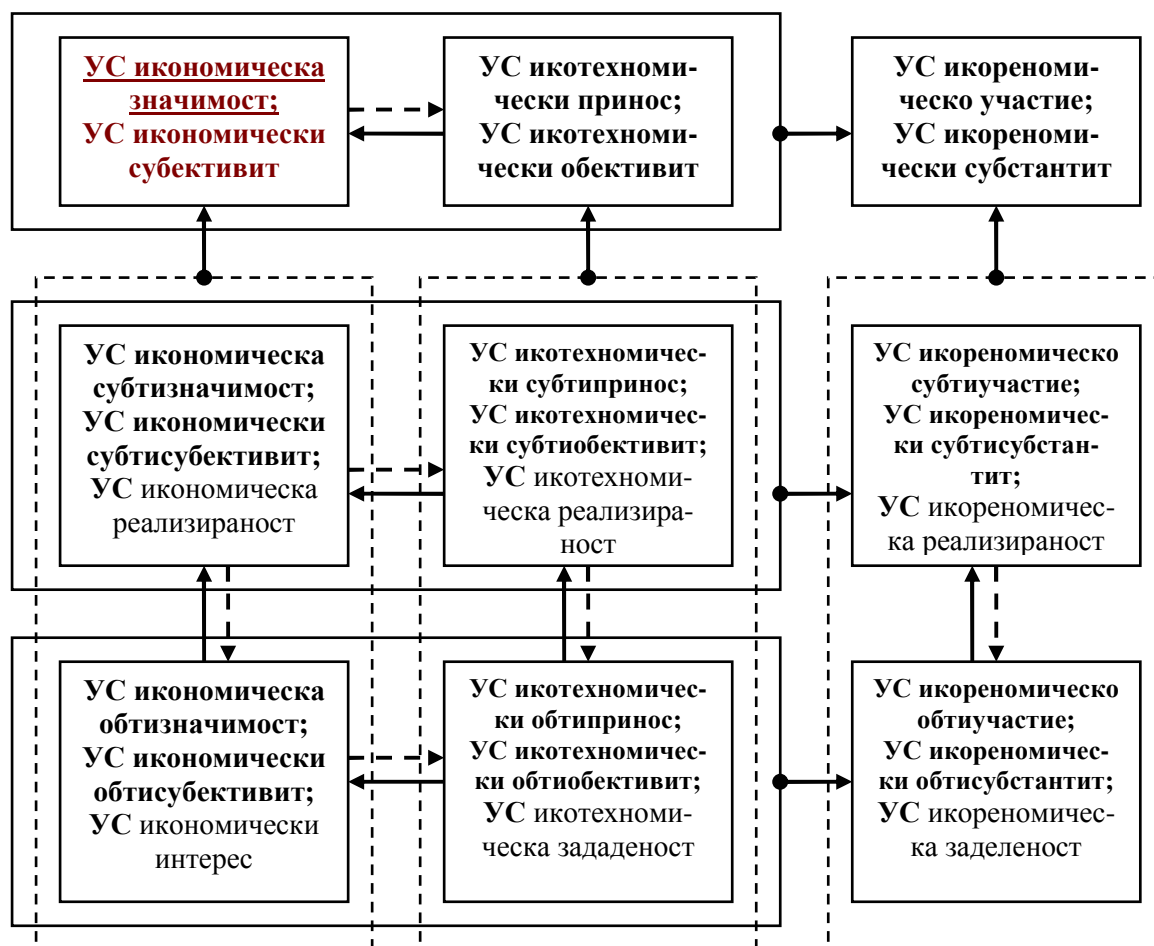 УС икономическа
значимост;
УС икономически
субективит
УС икотехноми-
чески принос;
УС икотехноми-
чески обективит
УС икореноми-
ческо участие;
УС икореноми-
чески субстантит
УС икономическа
субтизначимост;
УС икономически
субтисубективит;
УС икономическа
реализираност
УС икотехномичес-
ки субтипринос;
УС икотехномичес-
ки субтиобективит;
УС икотехноми-
ческа реализира-
ност
УС икореномическо
субтиучастие;
УС икореномичес-
ки субтисубстан-
тит;
УС икореномичес-
ка реализираност
УС икономическа
обтизначимост;
УС икономически
обтисубективит;
УС икономически
интерес
УС икотехномичес-
ки обтипринос;
УС икотехномичес-
ки обтиобективит;
УС икотехноми-
ческа зададеност
УС икореномическо
обтиучастие;
УС икореномичес-
ки обтисубстантит;
УС икореномичес-
ка заделеност